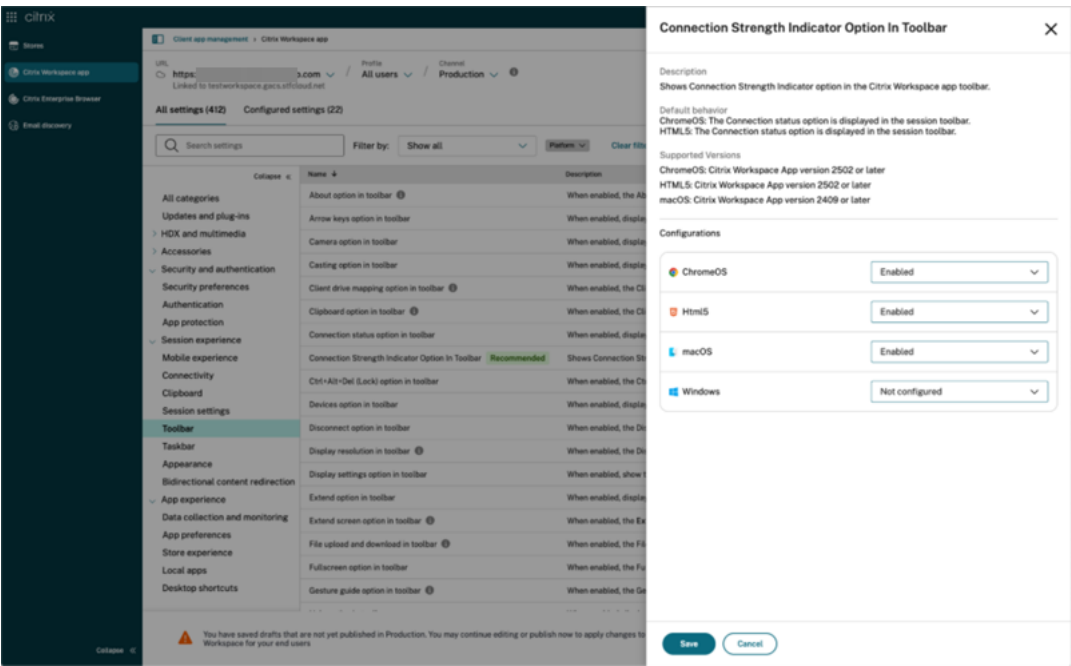 citrix
Stores
Citrix Workspace app
Citrix Enterprise Browser
Email discovery
Collapse
Client app management > Citrix Workspace app
URL
https: .com / Profile All users / Channel Production
Linked to testworkspace.gacs.xtfcloud.net
All settings (412) Configured settings (22)
Search settings
Filter by: Show all
Platform
Clear filte
Collapse
All categories
Updates and plug-ins
HDX and multimedia
Accessories
Security and authentication
Security preferences
Authentication
App protection
Session experience
Mobile experience
Connectivity
Clipboard
Session settings
Toolbar
Taskbar
Appearance
Bidirectional content redirection
App experience
Data collection and monitoring
App preferences
Store experience
Local apps
Desktop shortcuts
Name Description
About option in toolbar When enabled, the Ab
Arrow keys option in toolbar When enabled, display
Camera option in toolbar When enabled, display
Casting option in toolbar When enabled, display
Client drive mapping option in toolbar When enabled, the Cli
Clipboard option in toolbar When enabled, the Cli
Connection status option in toolbar When enabled, display
Connection Strength Indicator Option In Toolbar Recommended Shows Connection Str
Ctrl+Alt+Del (Lock) option in toolbar When enabled, the Ct
Devices option in toolbar When enabled, display
Disconnect option in toolbar When enabled, the Dis
Display resolution in toolbar When enabled, the Dis
Display settings option in toolbar When enabled, show t
Extend option in toolbar When enabled, display
Extend screen option in toolbar When enabled, the Ex
File upload and download in toolbar When enabled, the Fil
Fullscreen option in toolbar When enabled, the Fu
Gesture guide option in toolbar When enabled, the Ge
You have saved drafts that are not yet published in Production. You may continue editing or publish now to apply changes to
Workspace for your end users
Connection Strength Indicator Option In Toolbar
Description
Shows Connection Strength Indicator option in the Citrix Workspace app toolbar.
Default behavior
ChromeOS: The Connection status option is displayed in the session toolbar.
HTML5: The Connection status option is displayed in the session toolbar.
Supported Versions
ChromeOS: Citrix Workspace App version 2502 or later
HTML5: Citrix Workspace App version 2502 or later
macOS: Citrix Workspace App version 2409 or later
Configurations
ChromeOS Enabled
Html5 Enabled
macOS Enabled
Windows Not configured
Save Cancel